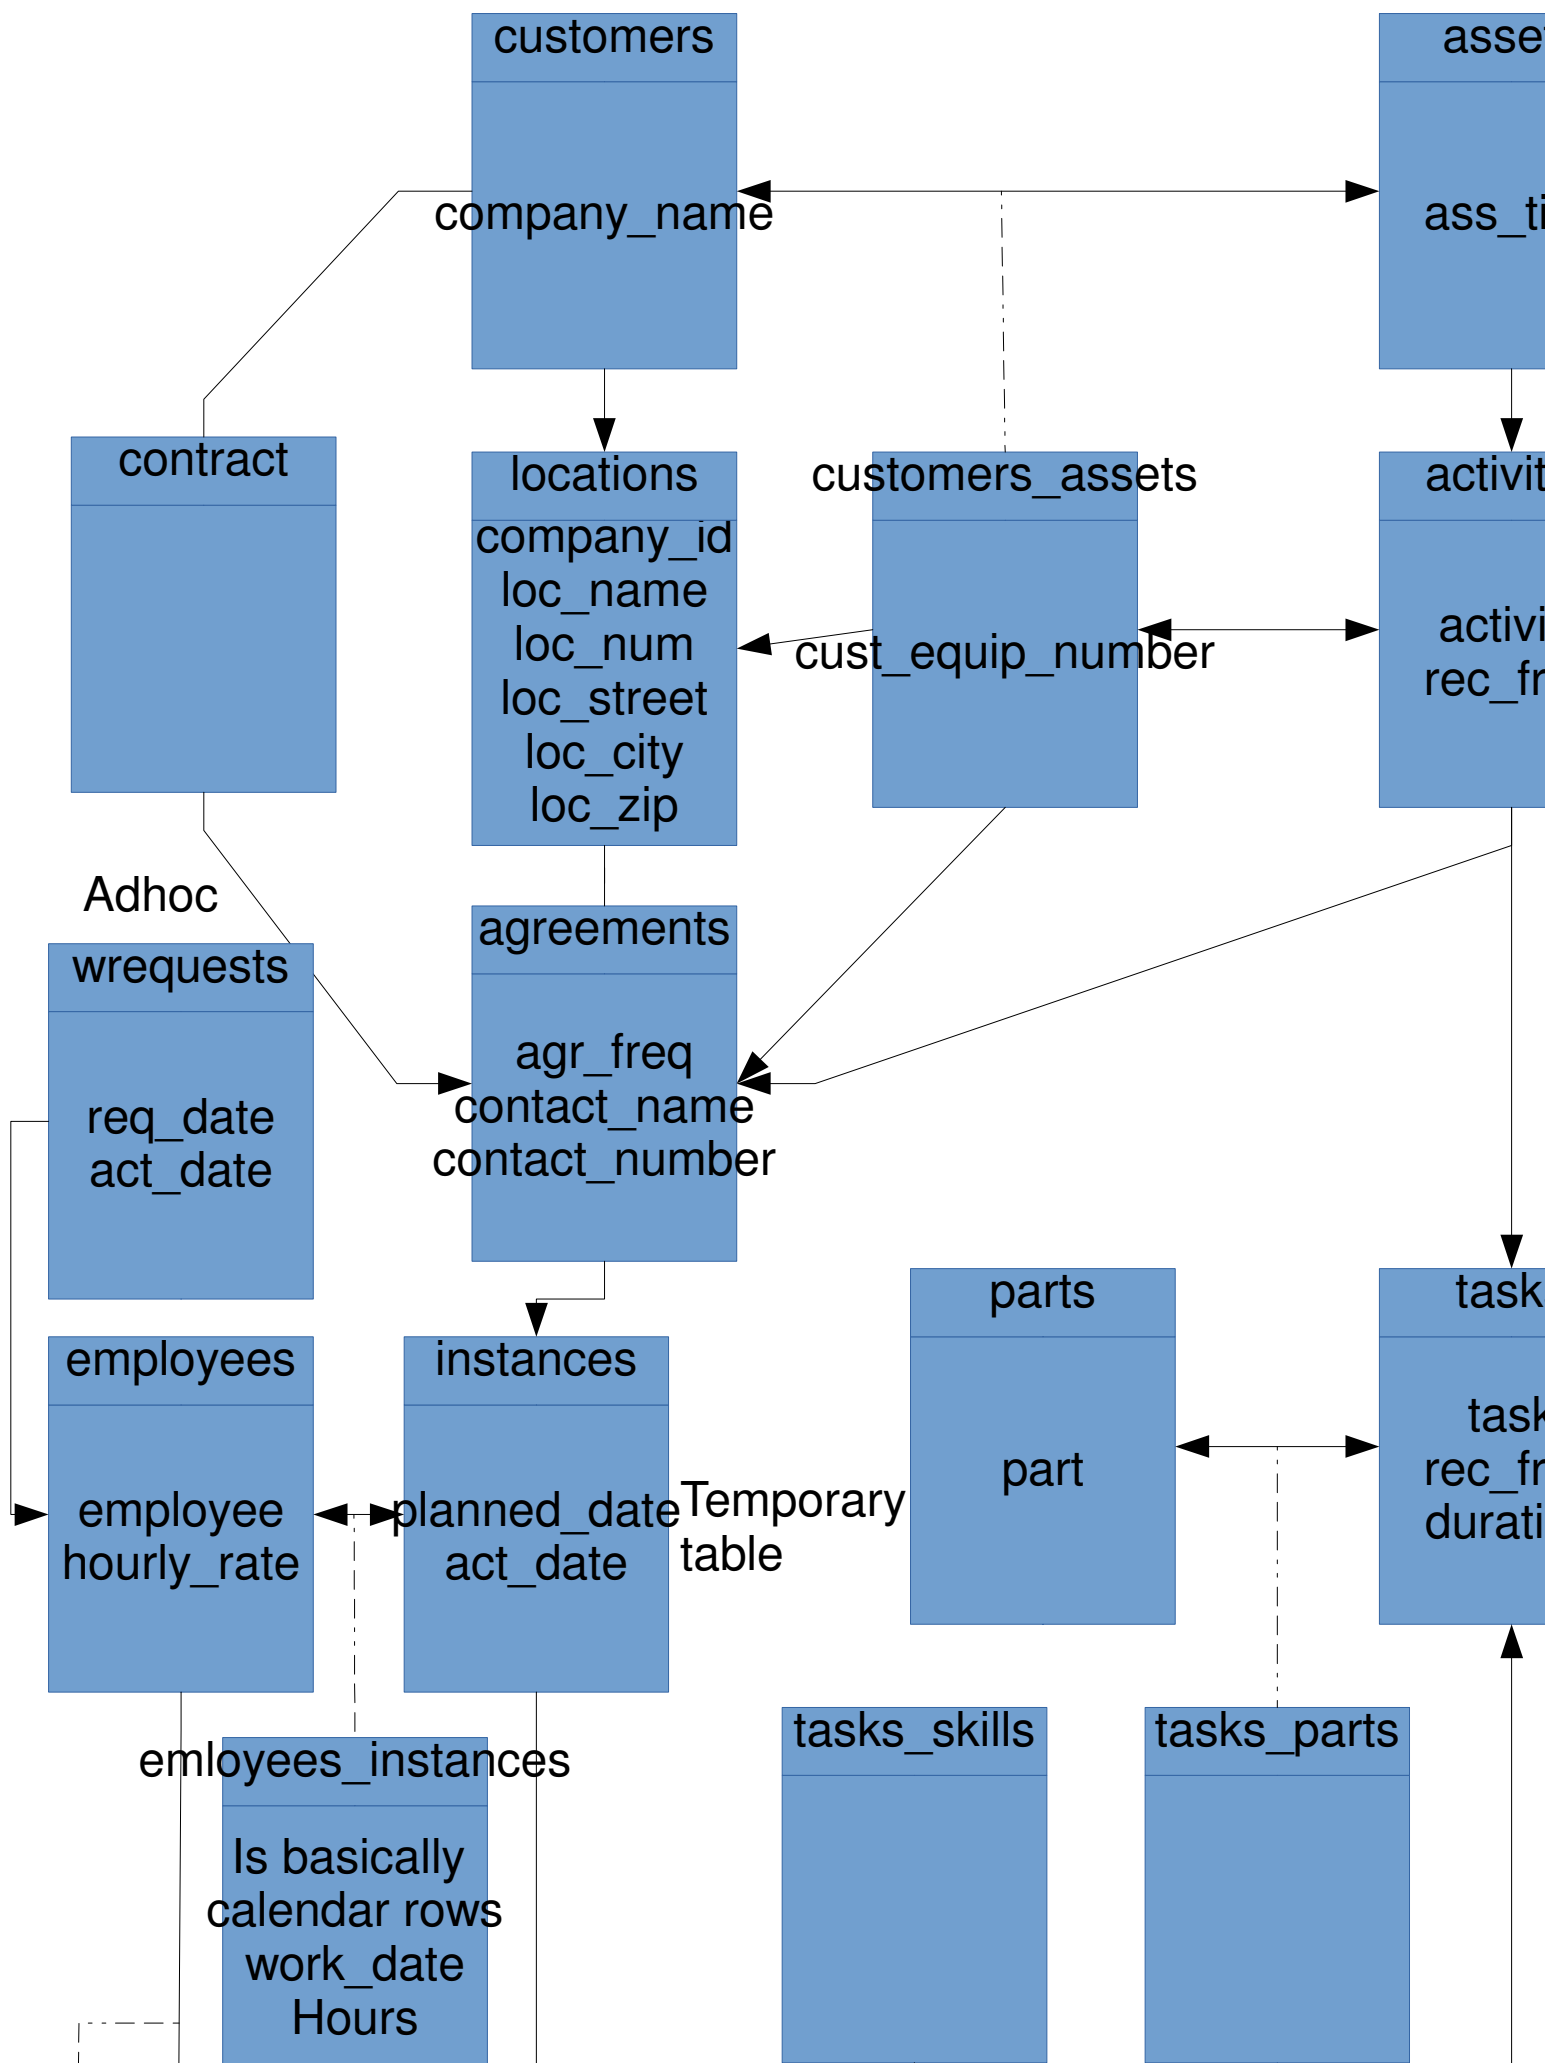 customers
company_name
contract
locations
company_id
loc_name
loc_num
loc_street
loc_city
loc_zip
customers_assets
cust_equip_number
Adhoc
wrequests
req_date
act_date
agreements
agr_freq
contact_name
contact_number
employees
employee
hourly_rate
instances
planned_date
act_date
Temporary
table
parts
part
emloyees_instances
Is basically
calendar rows
work_date
Hours
tasks_skills
tasks_parts